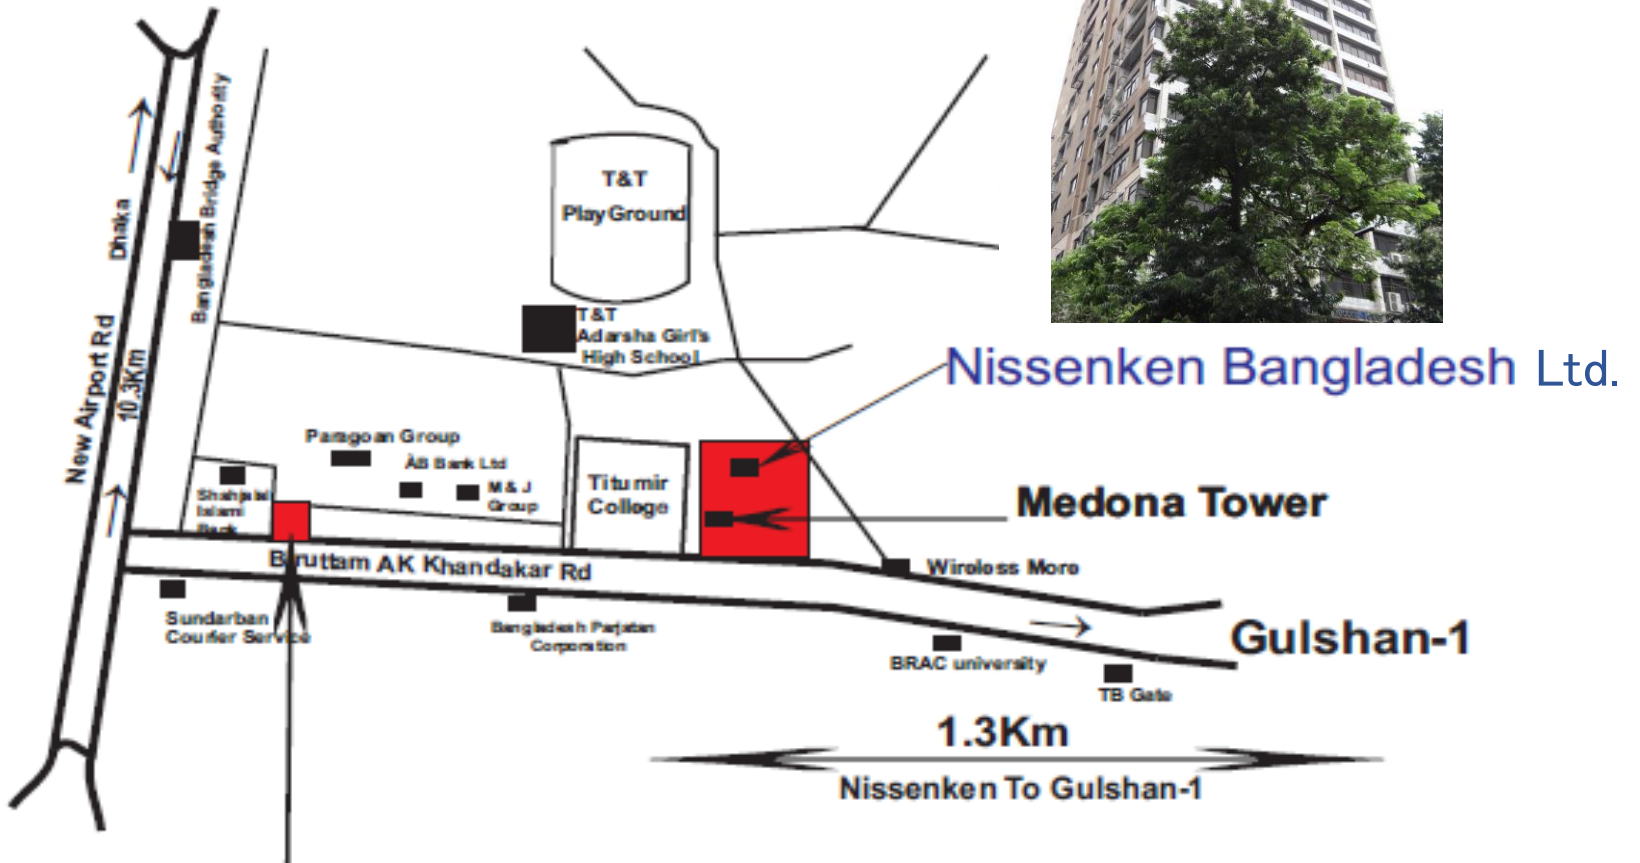 Bangladesh Bridge Authority
Dhaka
New Airport Rd
10.3Km
T&T
Play Ground
T&T
Adarsha Girl's
High School
Nissenken Bangladesh Ltd.
Paragoan Group
AB Bank Ltd
M & J
Group
Shahjalal
Islami
Bank
Titumir
College
Medona Tower
Biruttam AK Khandakar Rd
Wireless More
Sundarban
Courier Service
Bangladesh Parjatan
Corporation
Gulshan-1
BRAC university
TB Gate
1.3Km
Nissenken To Gulshan-1